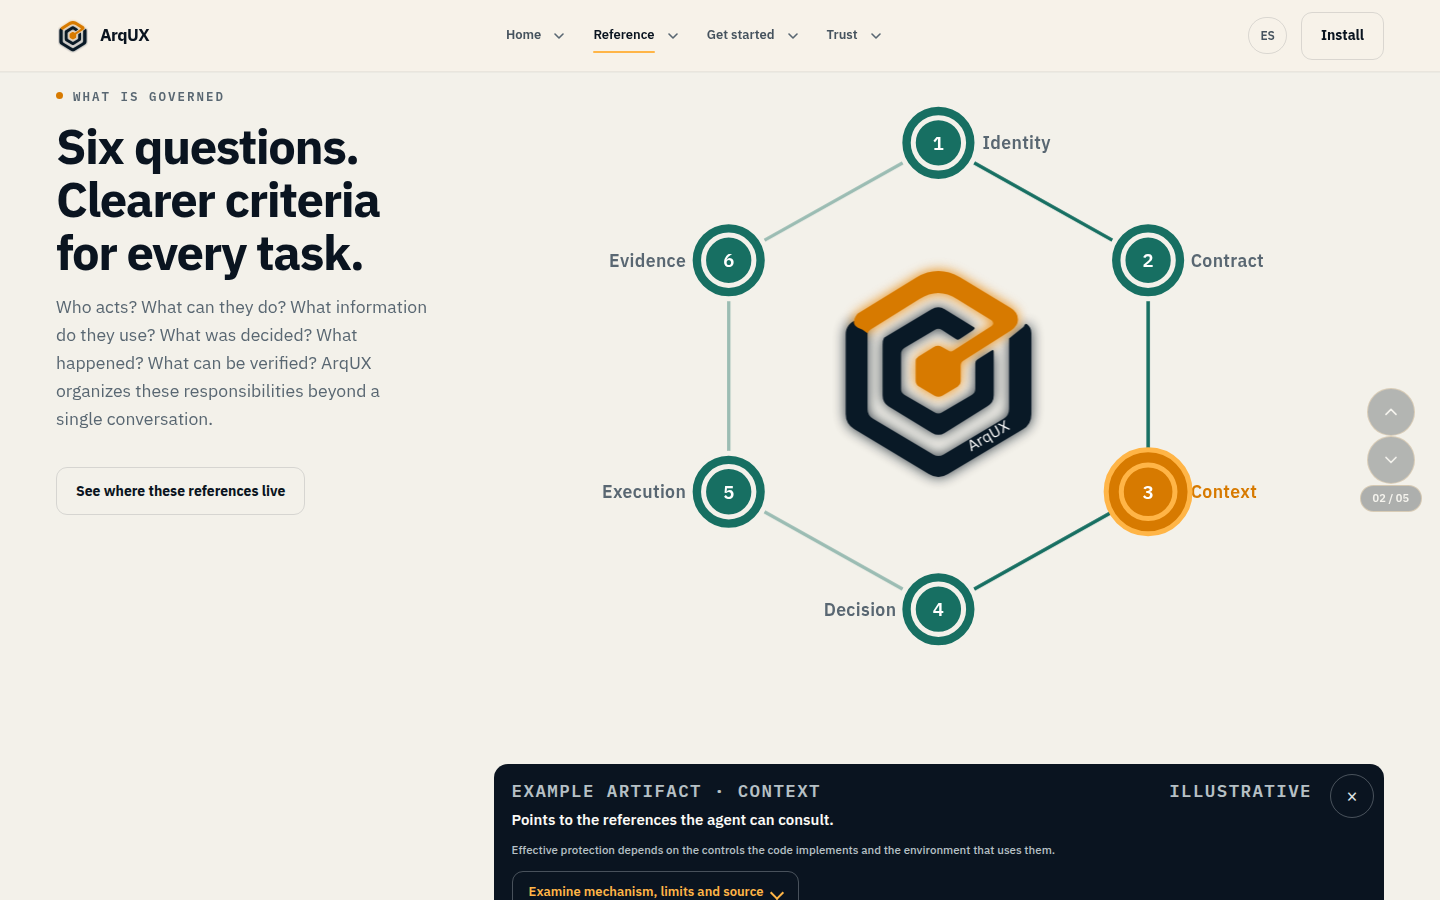 ArqUX
Home
Reference
Get started
Trust
ES
Install
WHAT IS GOVERNED
Six questions.
Clearer criteria
for every task.
Who acts? What can they do? What information
do they use? What was decided? What
happened? What can be verified? ArqUX
organizes these responsibilities beyond a
single conversation.
See where these references live
1 Identity
Evidence 6
2 Contract
ArqUX
Execution 5
3 Context
Decision 4
02 / 05
EXAMPLE ARTIFACT · CONTEXT
ILLUSTRATIVE
×
Points to the references the agent can consult.
Effective protection depends on the controls the code implements and the environment that uses them.
Examine mechanism, limits and source